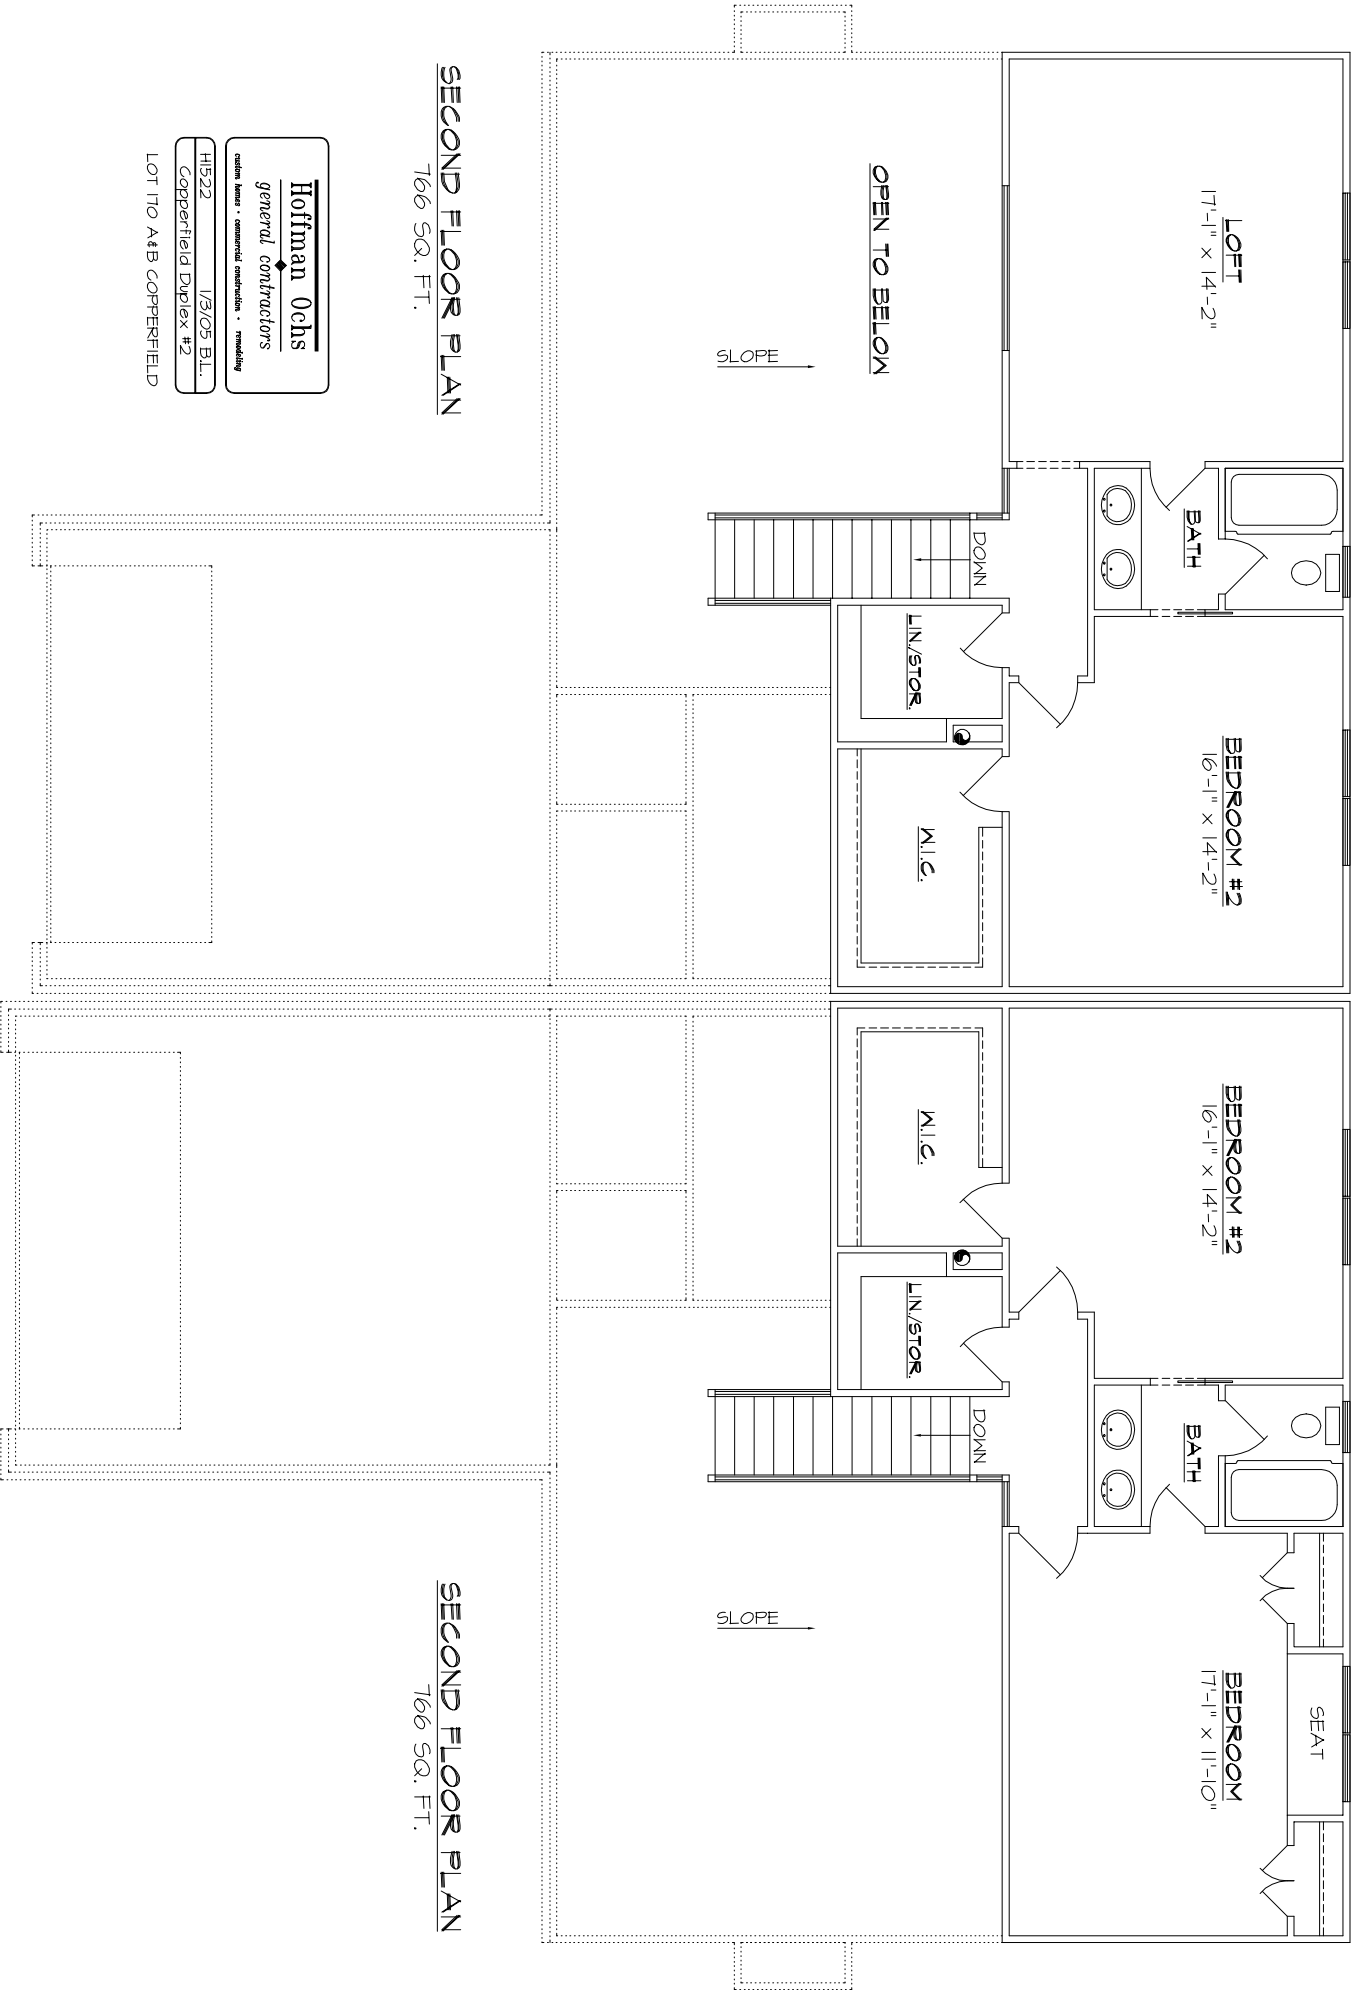 LOFT
17'-1" x 14'-2"
BATH
BEDROOM #2
16'-1" x 14'-2"
BEDROOM #2
16'-1" x 14'-2"
BATH
BEDROOM
17'-1" x 11'-10"
SEAT
OPEN TO BELOW
SLOPE
DOWN
LIN./STOR.
W.I.C.
W.I.C.
LIN./STOR.
DOWN
SLOPE
SECOND FLOOR PLAN
766 SQ. FT.
SECOND FLOOR PLAN
766 SQ. FT.
Hoffman Ochs
general contractors
custom homes • commercial construction • remodeling
H1522 1/3/05 B.L.
Copperfield Duplex #2
LOT 170 A&B COPPERFIELD